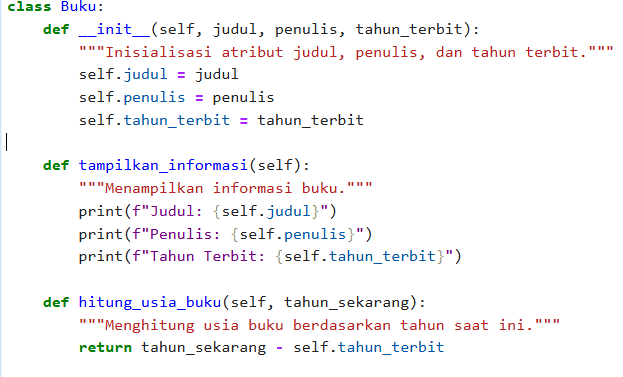 class Buku:
    def __init__(self, judul, penulis, tahun_terbit):
        """Inisialisasi atribut judul, penulis, dan tahun terbit."""
        self.judul = judul
        self.penulis = penulis
        self.tahun_terbit = tahun_terbit

    def tampilkan_informasi(self):
        """Menampilkan informasi buku."""
        print(f"Judul: {self.judul}")
        print(f"Penulis: {self.penulis}")
        print(f"Tahun Terbit: {self.tahun_terbit}")

    def hitung_usia_buku(self, tahun_sekarang):
        """Menghitung usia buku berdasarkan tahun saat ini."""
        return tahun_sekarang - self.tahun_terbit